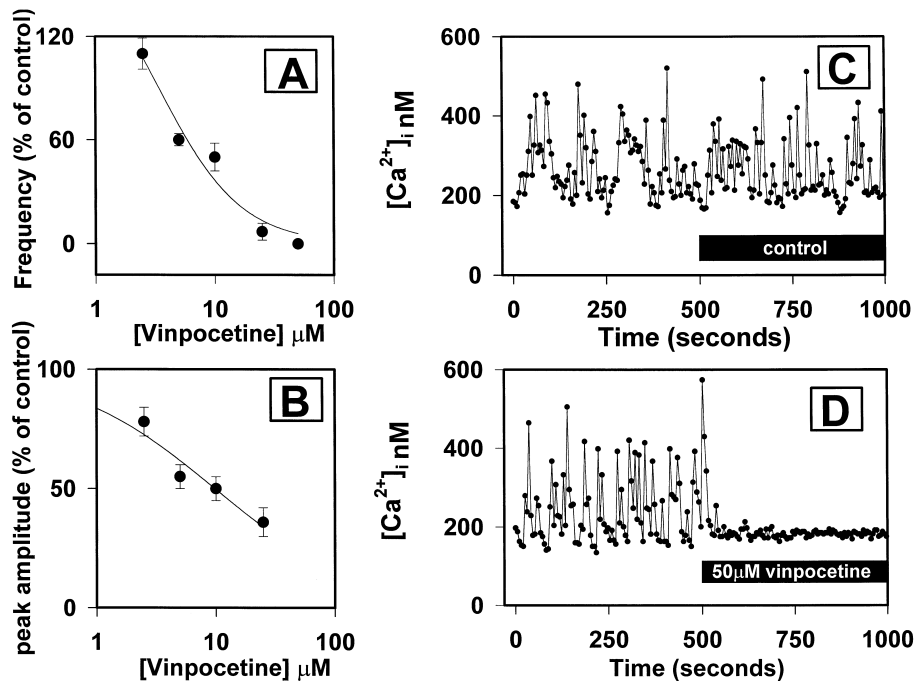 A
Frequency (% of control)
120
60
0
1
10
100
[Vinpocetine] µM
B
peak amplitude (% of control)
100
50
0
1
10
100
[Vinpocetine] µM
C
[Ca2+]i nM
600
400
200
0
control
0
250
500
750
1000
Time (seconds)
D
[Ca2+]i nM
600
400
200
0
50µM vinpocetine
0
250
500
750
1000
Time (seconds)